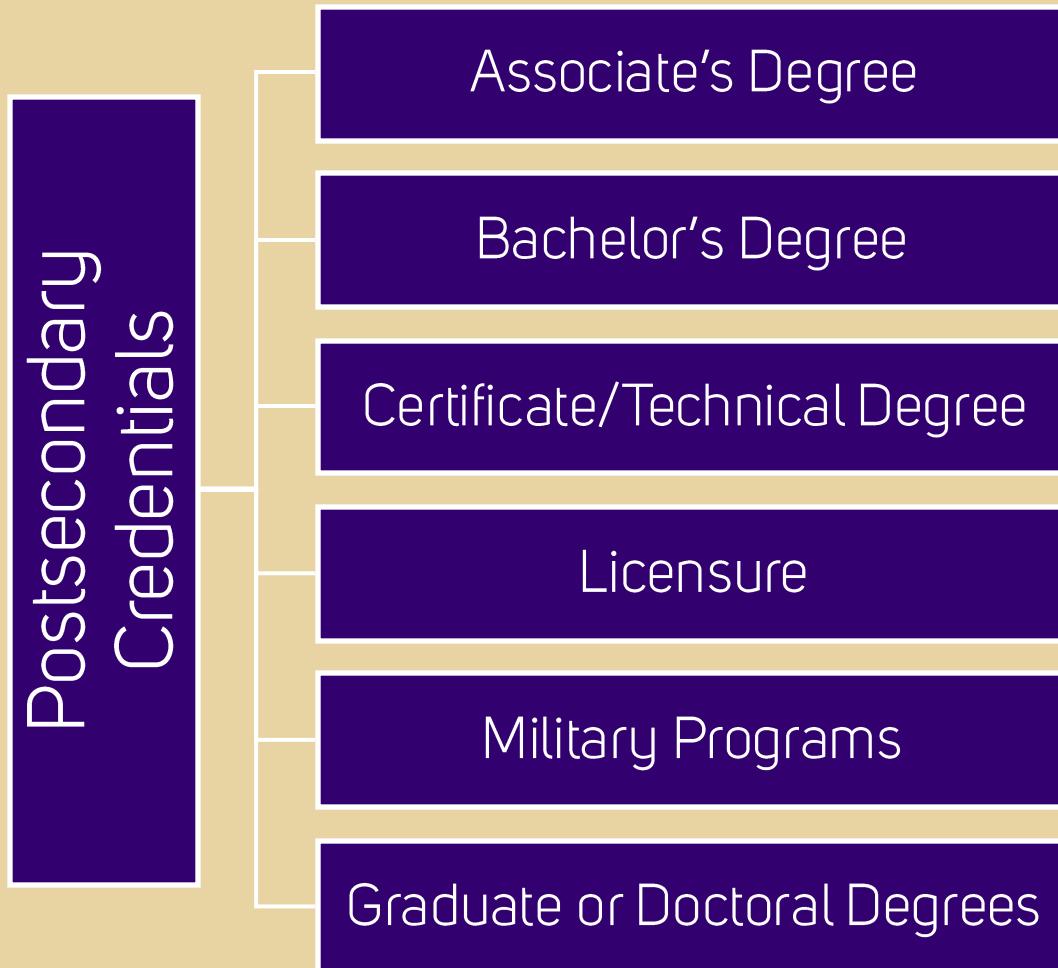 Postsecondary
Credentials
Associate’s Degree
Bachelor’s Degree
Certificate/Technical Degree
Licensure
Military Programs
Graduate or Doctoral Degrees